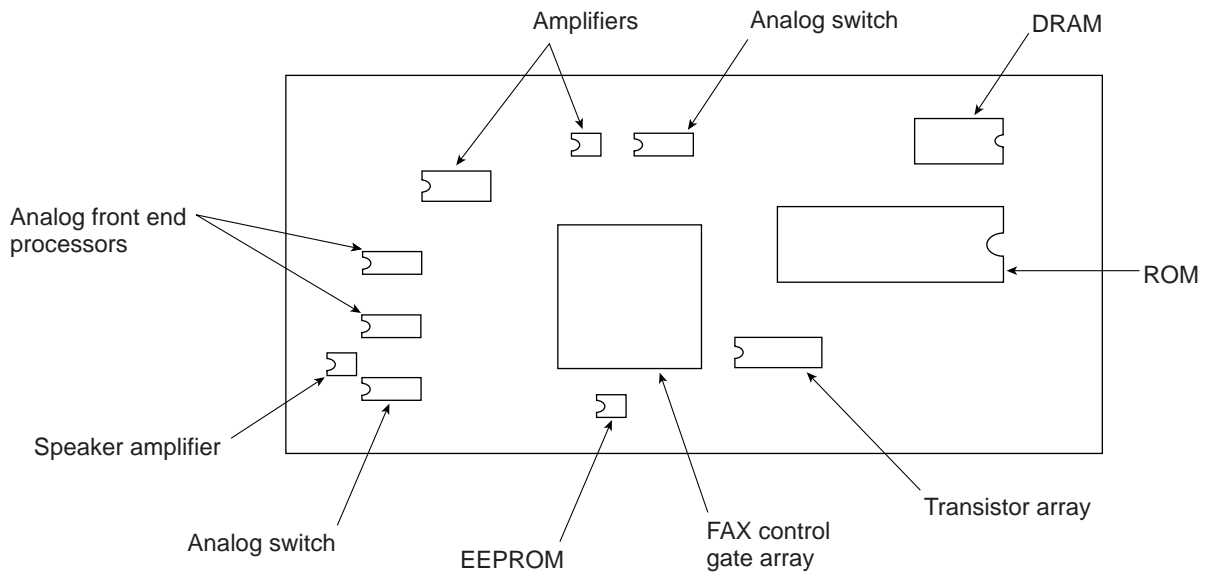 Amplifiers
Analog switch
DRAM
Analog front end
processors
ROM
Speaker amplifier
Transistor array
Analog switch
FAX control
gate array
EEPROM